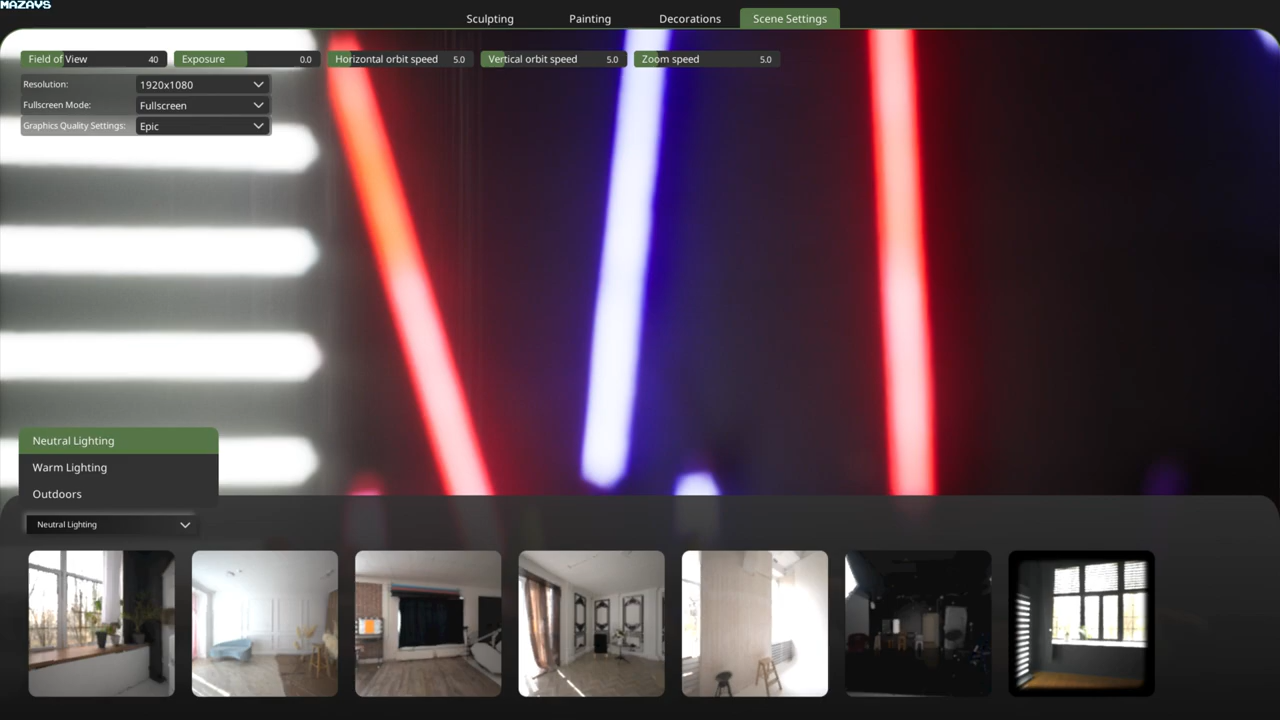 MAZAVS
Sculpting Painting Decorations Scene Settings
Field of View 40 Exposure 0.0 Horizontal orbit speed 5.0 Vertical orbit speed 5.0 Zoom speed 5.0
Resolution: 1920x1080
Fullscreen Mode: Fullscreen
Graphics Quality Settings: Epic
Neutral Lighting
Warm Lighting
Outdoors
Neutral Lighting